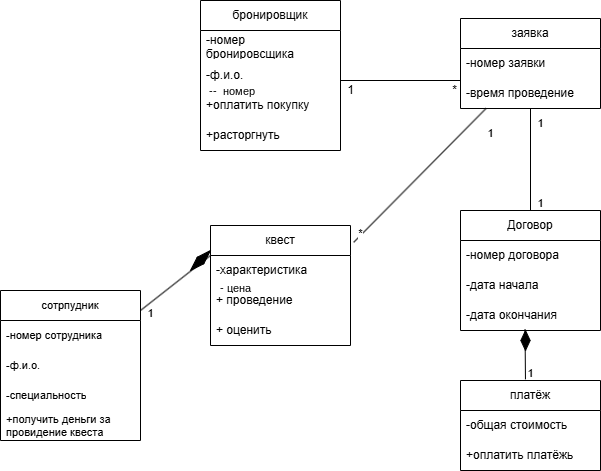 бронировщик
-номер
бронировсщика
-ф.и.о.
-- номер
+оплатить покупку
+расторгнуть
1
*
заявка
-номер заявки
-время проведение
1
1
*
квест
-характеристика
- цена
+ проведение
+ оценить
1
Договор
-номер договора
-дата начала
-дата окончания
сотрпудник
1
-номер сотрудника
-ф.и.о.
-специальность
+получить деньги за
провидение квеста
1
платёж
-общая стоимость
+оплатить платёжь